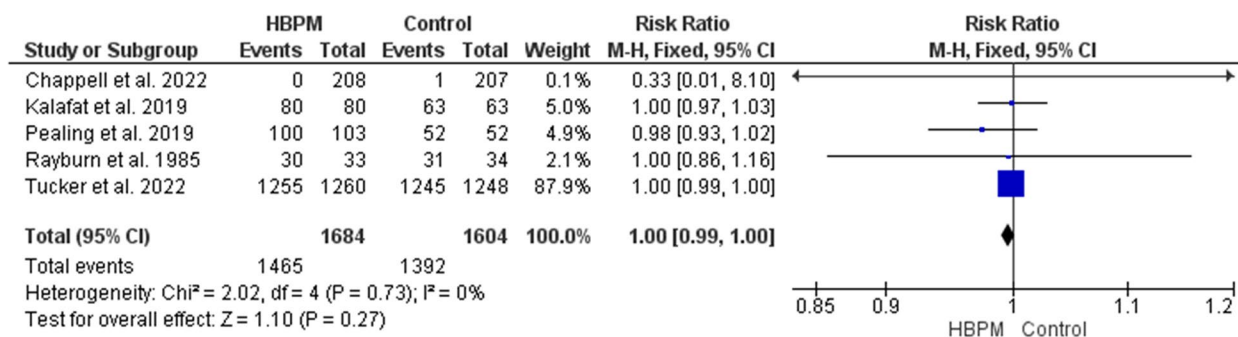 HBPM Control Risk Ratio Risk Ratio
Study or Subgroup Events Total Events Total Weight M-H, Fixed, 95% CI M-H, Fixed, 95% CI
Chappell et al. 2022 0 208 1 207 0.1% 0.33 [0.01, 8.10]
Kalafat et al. 2019 80 80 63 63 5.0% 1.00 [0.97, 1.03]
Pealing et al. 2019 100 103 52 52 4.9% 0.98 [0.93, 1.02]
Rayburn et al. 1985 30 33 31 34 2.1% 1.00 [0.86, 1.16]
Tucker et al. 2022 1255 1260 1245 1248 87.9% 1.00 [0.99, 1.00]
Total (95% CI) 1684 1604 100.0% 1.00 [0.99, 1.00]
Total events 1465 1392
Heterogeneity: Chi² = 2.02, df = 4 (P = 0.73); I² = 0%
Test for overall effect: Z = 1.10 (P = 0.27)
0.85 0.9 1 1.1 1.2
HBPM Control